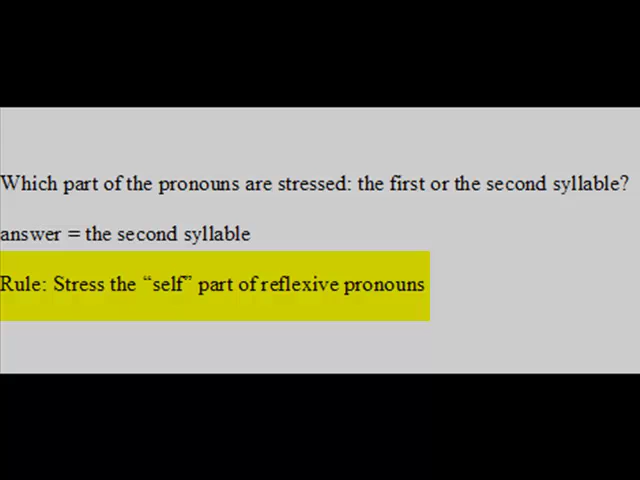 Which part of the pronouns are stressed: the first or the second syllable?
answer = the second syllable
Rule: Stress the “self” part of reflexive pronouns